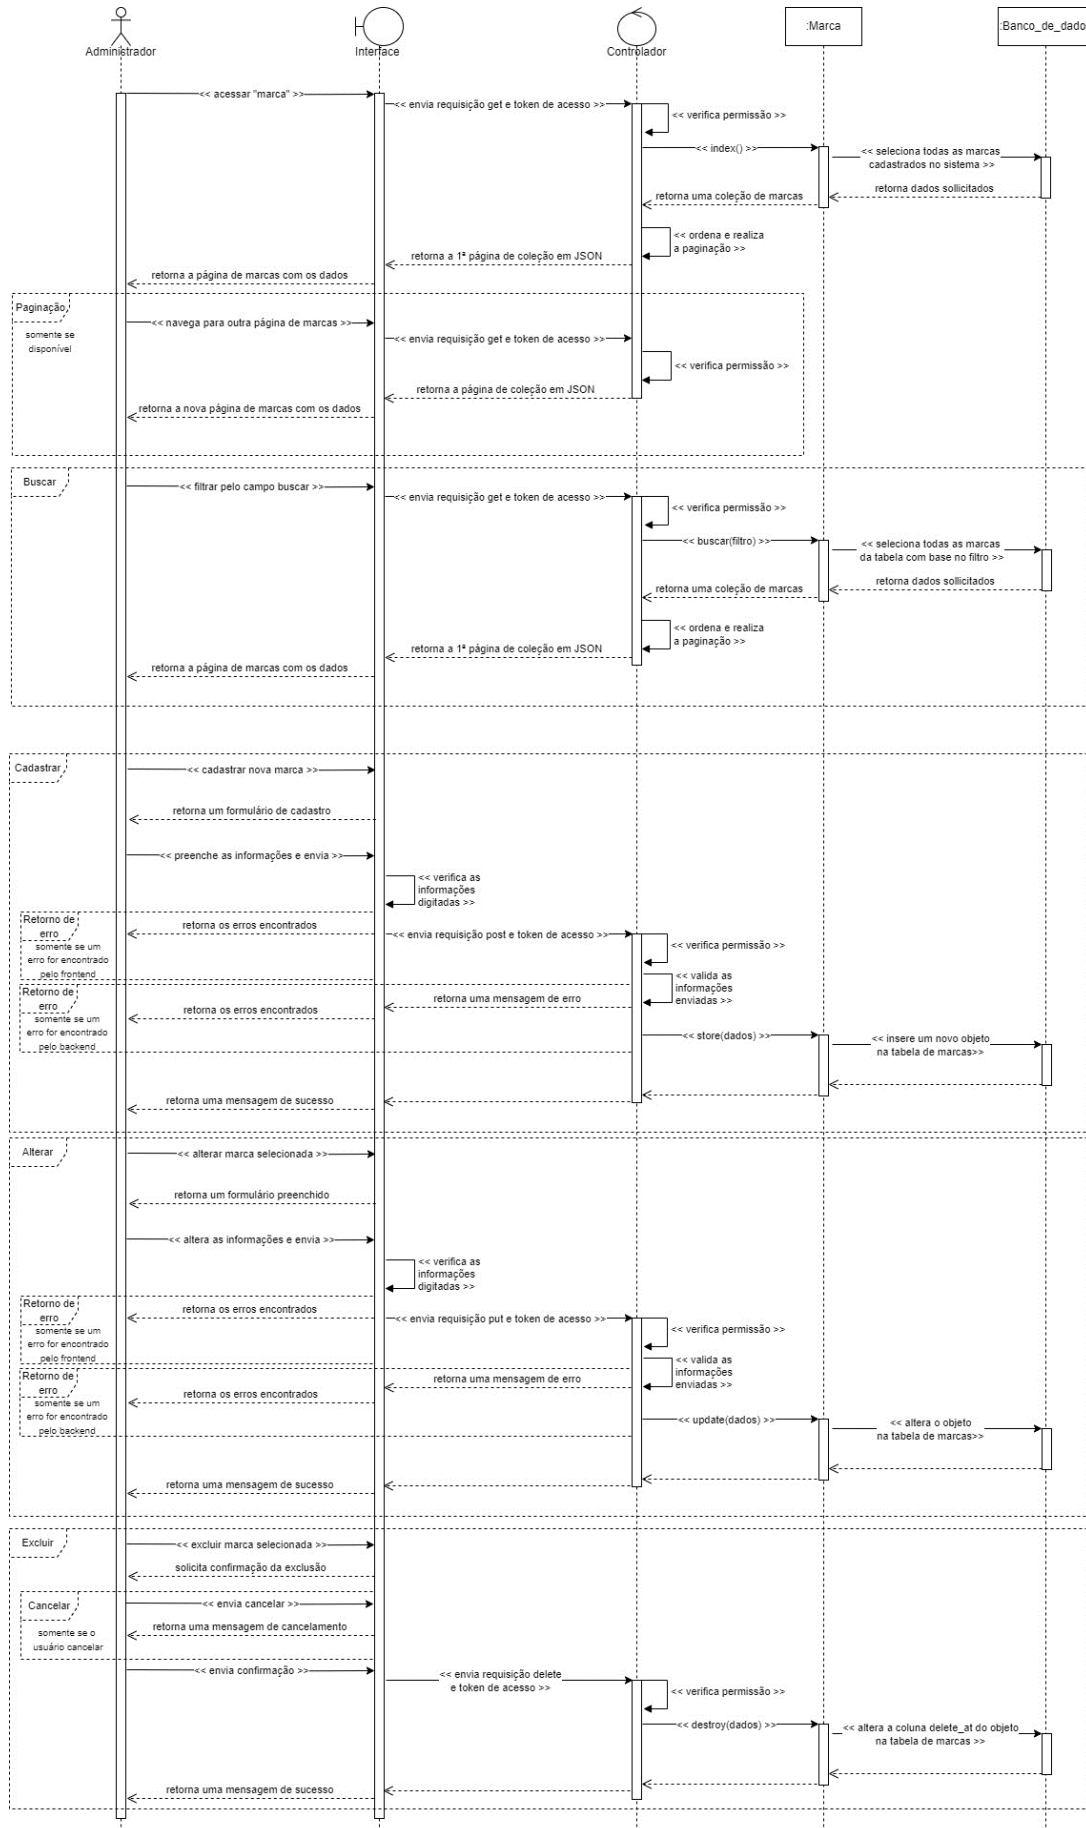 Administrador
Interface
Controlador
:Marca
:Banco_de_dado
<< acessar "marca" >>
<< envia requisição get e token de acesso >>
<< verifica permissão >>
<< index() >>
<< seleciona todas as marcas
cadastrados no sistema >>
retorna dados sollicitados
retorna uma coleção de marcas
<< ordena e realiza
a paginação >>
retorna a 1ª página de coleção em JSON
retorna a página de marcas com os dados
Paginação
somente se
disponível
<< navega para outra página de marcas >>
<< envia requisição get e token de acesso >>
<< verifica permissão >>
retorna a página de coleção em JSON
retorna a nova página de marcas com os dados
Buscar
<< filtrar pelo campo buscar >>
<< envia requisição get e token de acesso >>
<< verifica permissão >>
<< buscar(filtro) >>
<< seleciona todas as marcas
da tabela com base no filtro >>
retorna dados sollicitados
retorna uma coleção de marcas
<< ordena e realiza
a paginação >>
retorna a 1ª página de coleção em JSON
retorna a página de marcas com os dados
Cadastrar
<< cadastrar nova marca >>
retorna um formulário de cadastro
<< preenche as informações e envia >>
<< verifica as
informações
digitadas >>
Retorno de
erro
somente se um
erro for encontrado
pelo frontend
retorna os erros encontrados
<< envia requisição post e token de acesso >>
<< verifica permissão >>
<< valida as
informações
enviadas >>
Retorno de
erro
somente se um
erro for encontrado
pelo backend
retorna uma mensagem de erro
retorna os erros encontrados
<< store(dados) >>
<< insere um novo objeto
na tabela de marcas>>
retorna uma mensagem de sucesso
Alterar
<< alterar marca selecionada >>
retorna um formulário preenchido
<< altera as informações e envia >>
<< verifica as
informações
digitadas >>
Retorno de
erro
somente se um
erro for encontrado
pelo frontend
retorna os erros encontrados
<< envia requisição put e token de acesso >>
<< verifica permissão >>
<< valida as
informações
enviadas >>
Retorno de
erro
somente se um
erro for encontrado
pelo backend
retorna uma mensagem de erro
retorna os erros encontrados
<< update(dados) >>
<< altera o objeto
na tabela de marcas>>
retorna uma mensagem de sucesso
Excluir
<< excluir marca selecionada >>
solicita confirmação da exclusão
Cancelar
somente se o
usuário cancelar
<< envia cancelar >>
retorna uma mensagem de cancelamento
<< envia confirmação >>
<< envia requisição delete
e token de acesso >>
<< verifica permissão >>
<< destroy(dados) >>
<< altera a coluna delete_at do objeto
na tabela de marcas >>
retorna uma mensagem de sucesso